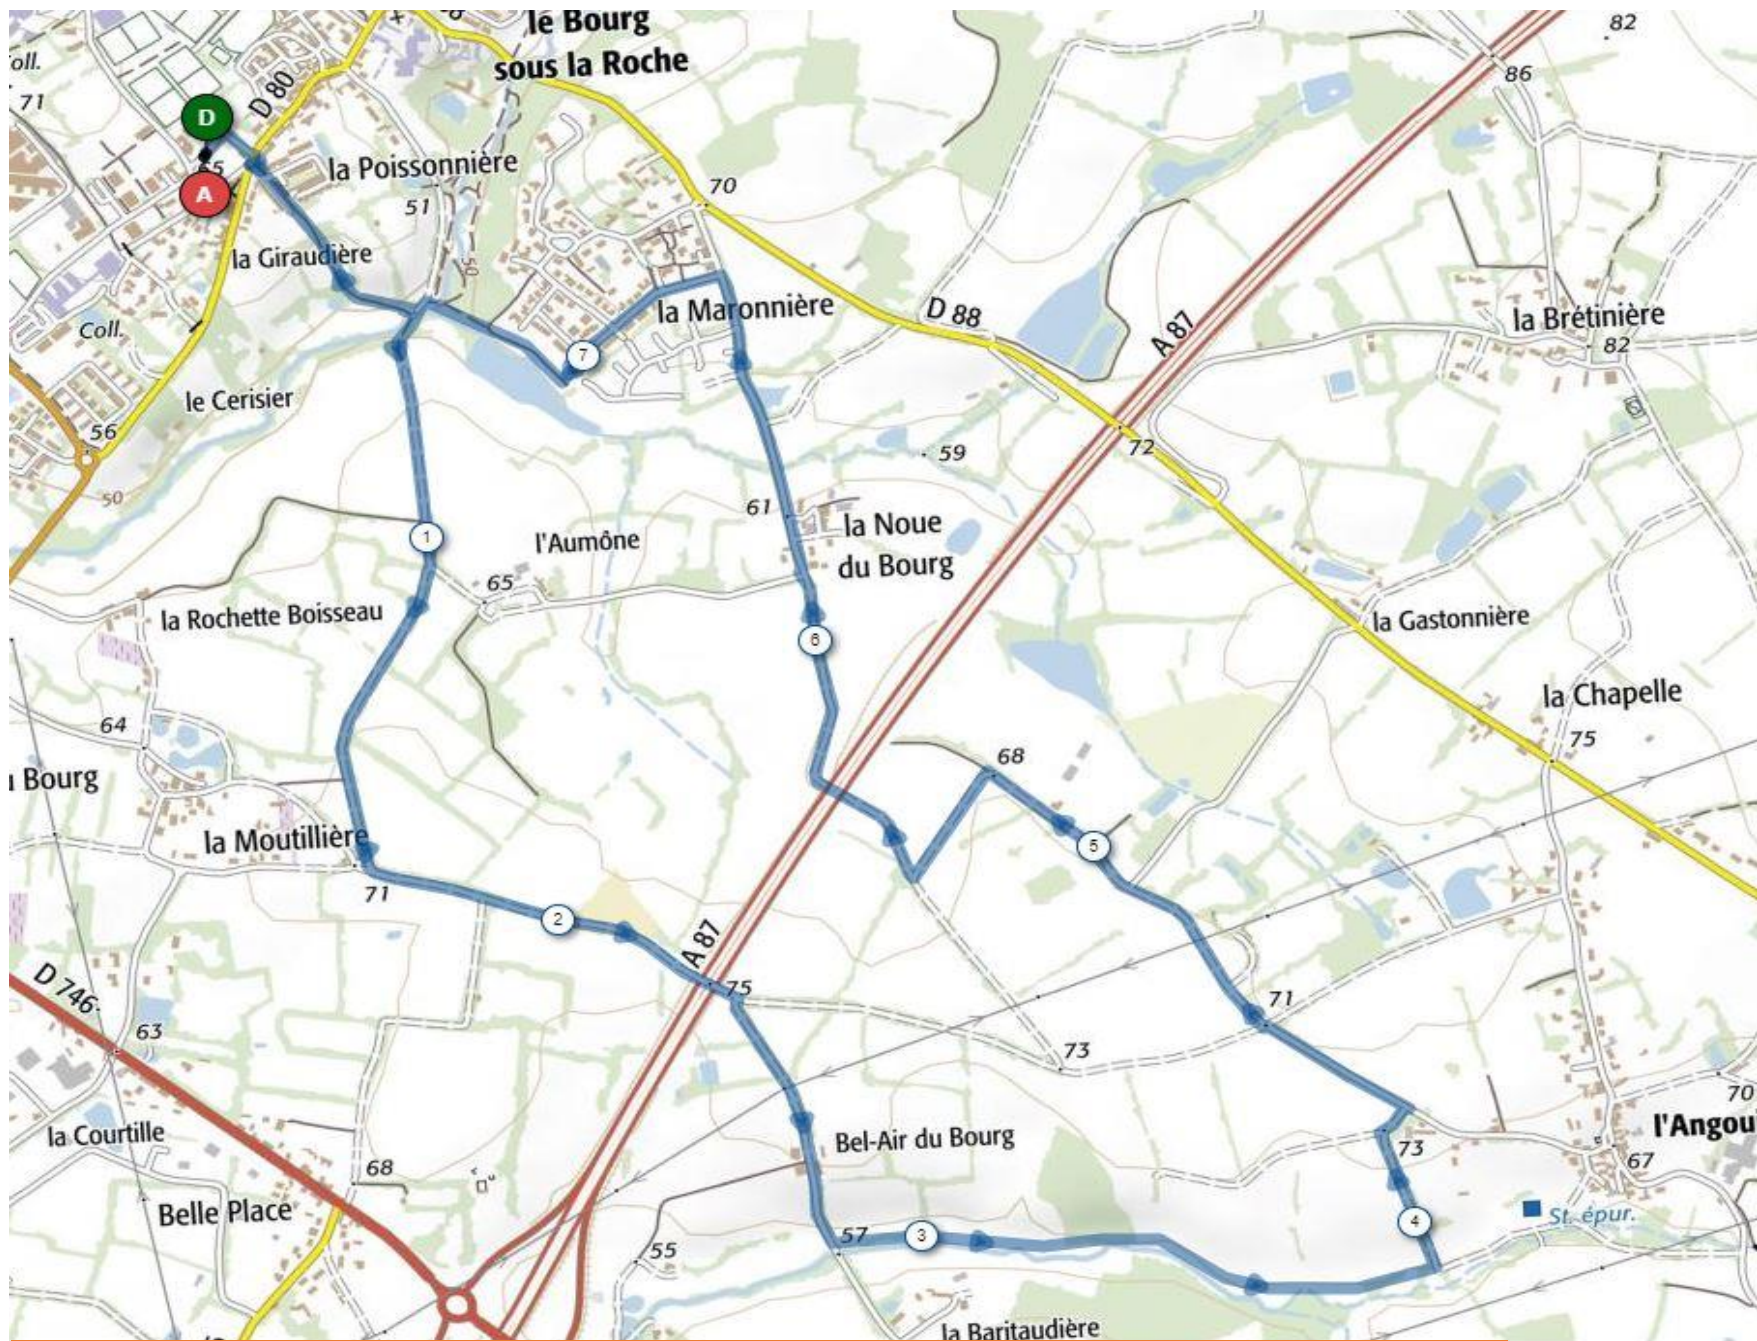 le Bourg
sous la Roche
82
86
oll.
71
D 80
D
65
A
la Poissonnière
51
70
la Giraudière
50
la Maronnière
D 88
A 87
la Brétinière
82
Coll.
7
le Cerisier
56
72
59
50
61
la Noue
du Bourg
1
l'Aumône
65
la Rochette Boisseau
6
la Gastonnière
la Chapelle
64
75
68
Bourg
la Moutillière
5
71
2
A 87
75
71
D 746
63
73
70
la Courtille
Bel-Air du Bourg
73
l'Angou
67
68
Belle Place
4
St. épur.
57
3
55
la Baritaudière